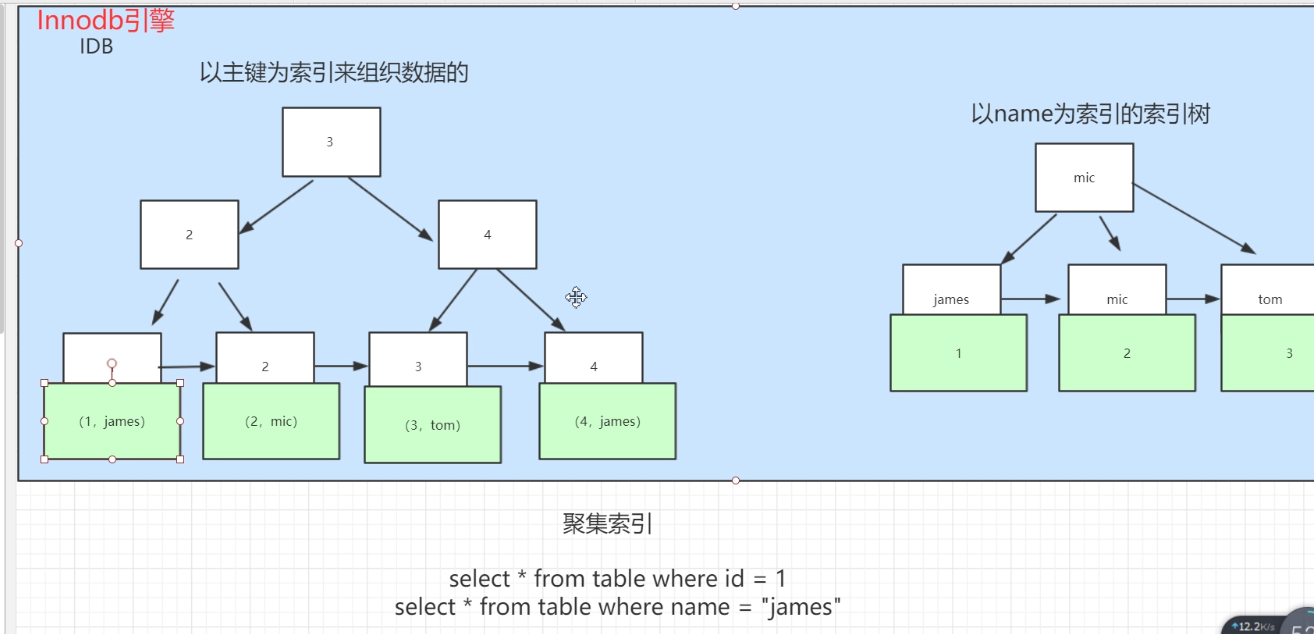 Innodb引擎
IDB
以主键为索引来组织数据的
以name为索引的索引树
3
mic
2
4
james
mic
tom
1
2
3
2
3
4
(1, james)
(2, mic)
(3, tom)
(4, james)
聚集索引
select * from table where id = 1
select * from table where name = "james"
12.2K/s